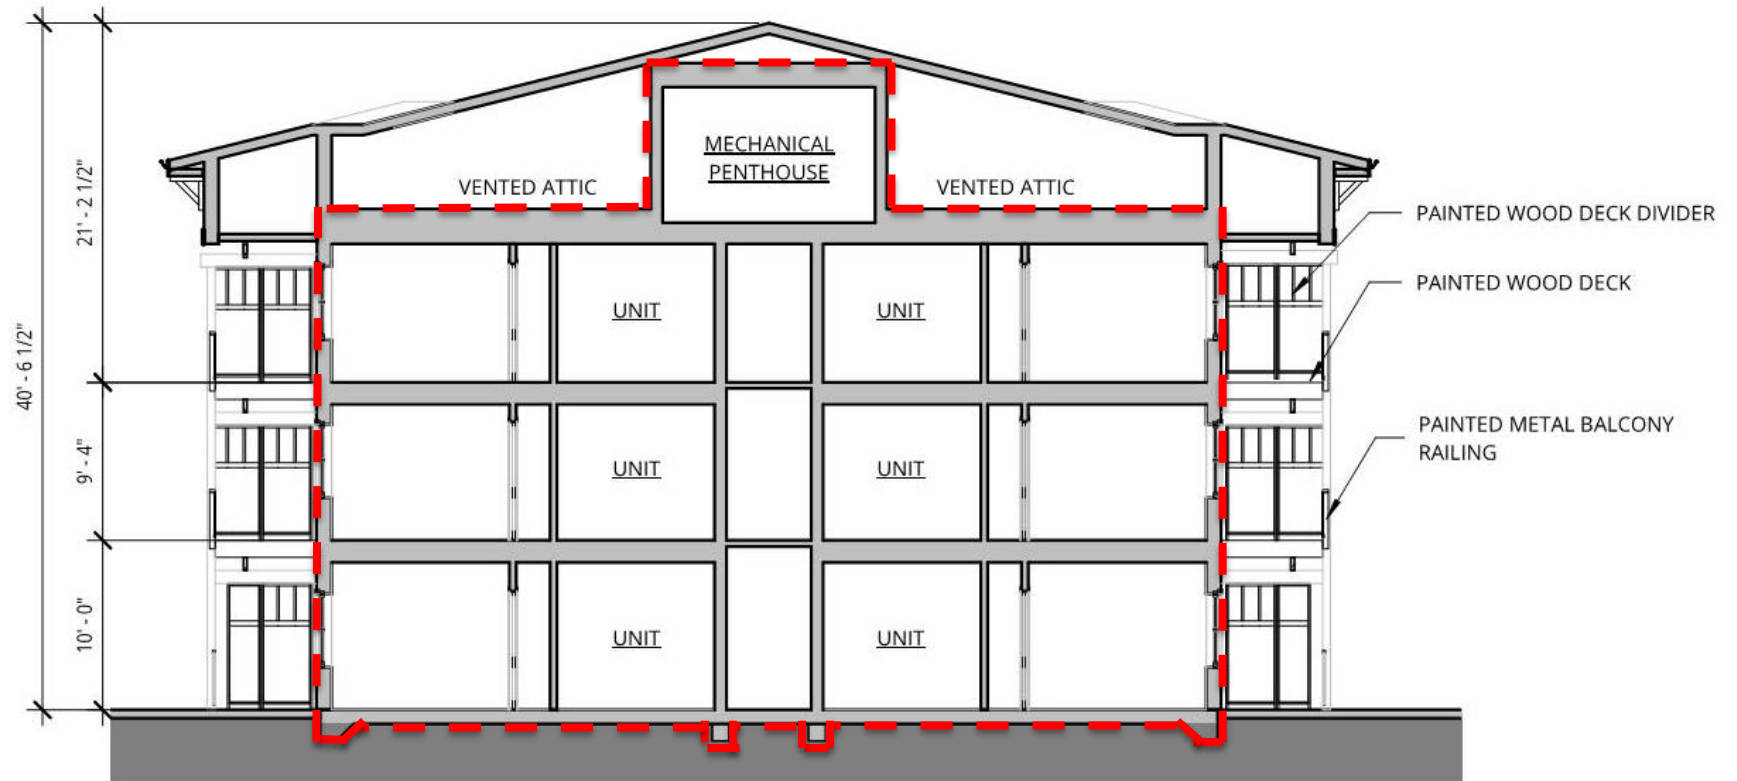 MECHANICAL
PENTHOUSE
VENTED ATTIC
VENTED ATTIC
21' - 2 1/2"
40' - 6 1/2"
9' - 4"
10' - 0"
UNIT
UNIT
UNIT
UNIT
UNIT
UNIT
PAINTED WOOD DECK DIVIDER
PAINTED WOOD DECK
PAINTED METAL BALCONY
RAILING